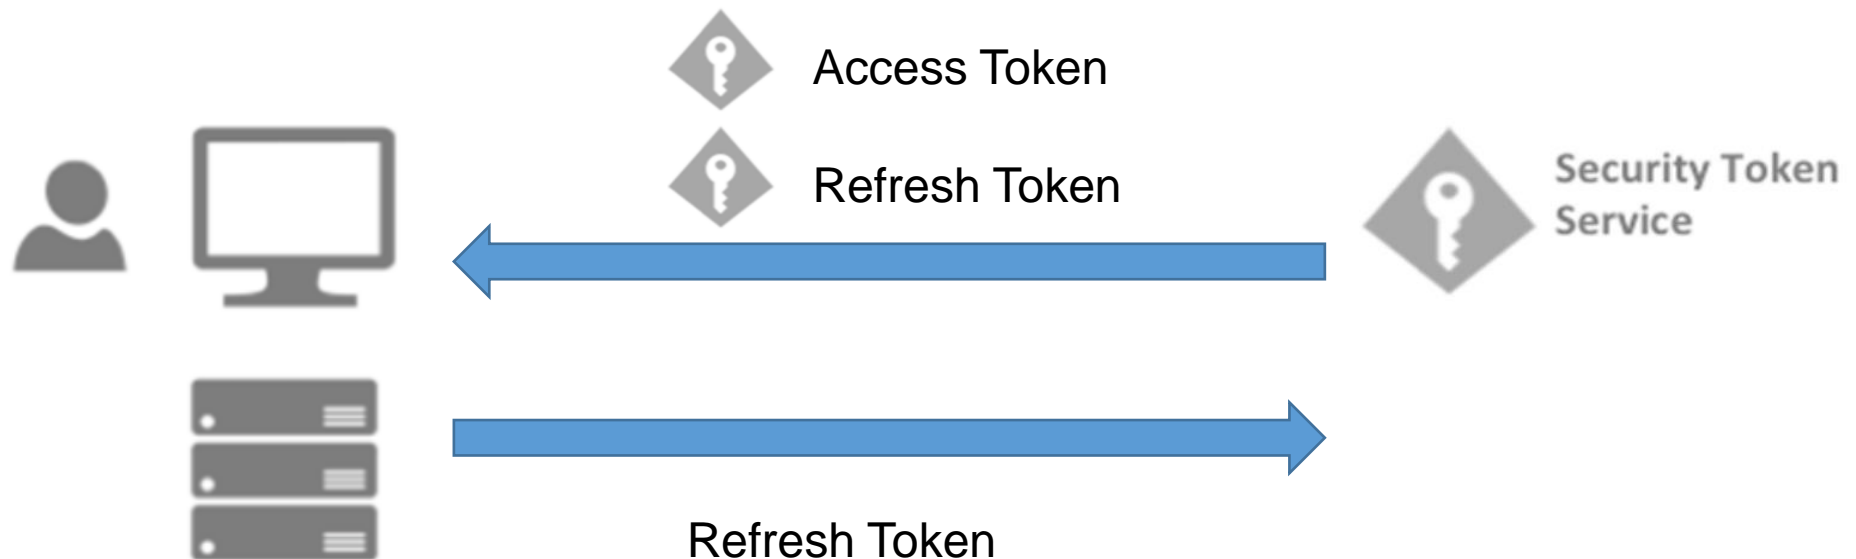 Access Token
Refresh Token
Security Token
Service
Refresh Token